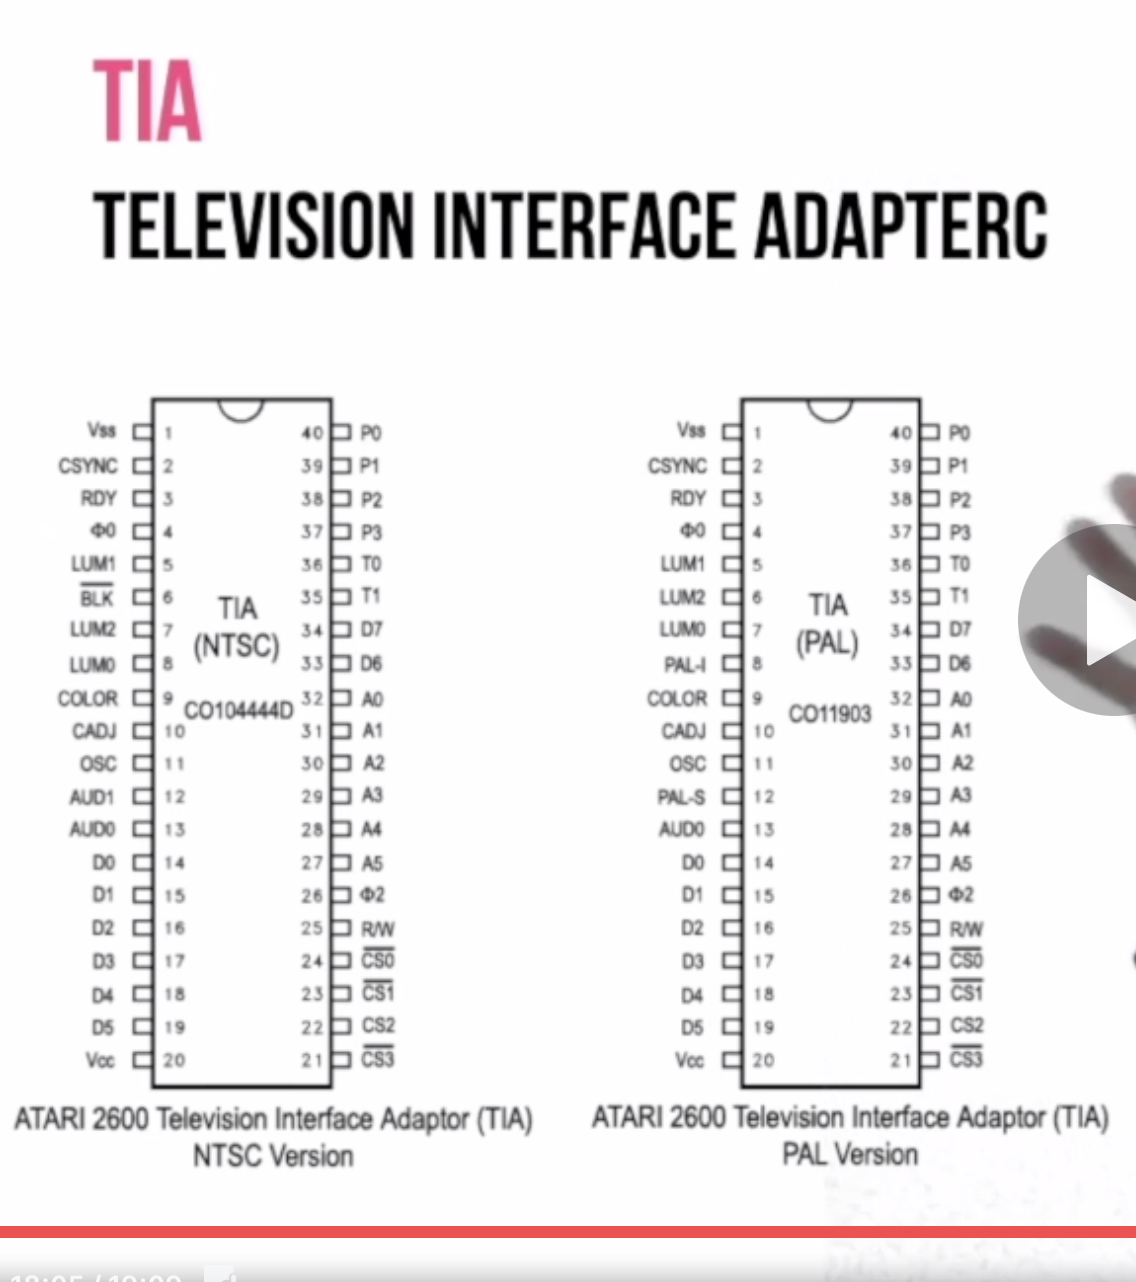 TIA
TELEVISION INTERFACE ADAPTERC
Vss 1 40 P0
CSYNC 2 39 P1
RDY 3 38 P2
Φ0 4 37 P3
LUM1 5 36 T0
BLK 6 35 T1
LUM2 7 34 D7
LUM0 8 33 D6
COLOR 9 32 A0
CADJ 10 31 A1
OSC 11 30 A2
AUD1 12 29 A3
AUD0 13 28 A4
D0 14 27 A5
D1 15 26 Φ2
D2 16 25 R/W
D3 17 24 CS0
D4 18 23 CS1
D5 19 22 CS2
Vcc 20 21 CS3
TIA
(NTSC)
CO104444D
ATARI 2600 Television Interface Adaptor (TIA)
NTSC Version
Vss 1 40 P0
CSYNC 2 39 P1
RDY 3 38 P2
Φ0 4 37 P3
LUM1 5 36 T0
LUM2 6 35 T1
LUM0 7 34 D7
PAL-I 8 33 D6
COLOR 9 32 A0
CADJ 10 31 A1
OSC 11 30 A2
PAL-S 12 29 A3
AUD0 13 28 A4
D0 14 27 A5
D1 15 26 Φ2
D2 16 25 R/W
D3 17 24 CS0
D4 18 23 CS1
D5 19 22 CS2
Vcc 20 21 CS3
TIA
(PAL)
CO11903
ATARI 2600 Television Interface Adaptor (TIA)
PAL Version